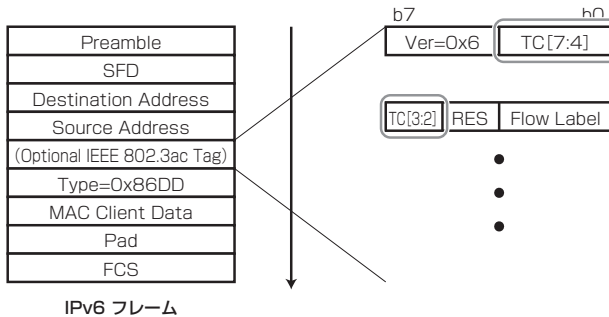 Preamble
SFD
Destination Address
Source Address
(Optional IEEE 802.3ac Tag)
Type=0x86DD
MAC Client Data
Pad
FCS
IPv6 フレーム
b7 b0
Ver=0x6 TC[7:4]
TC[3:2] RES Flow Label